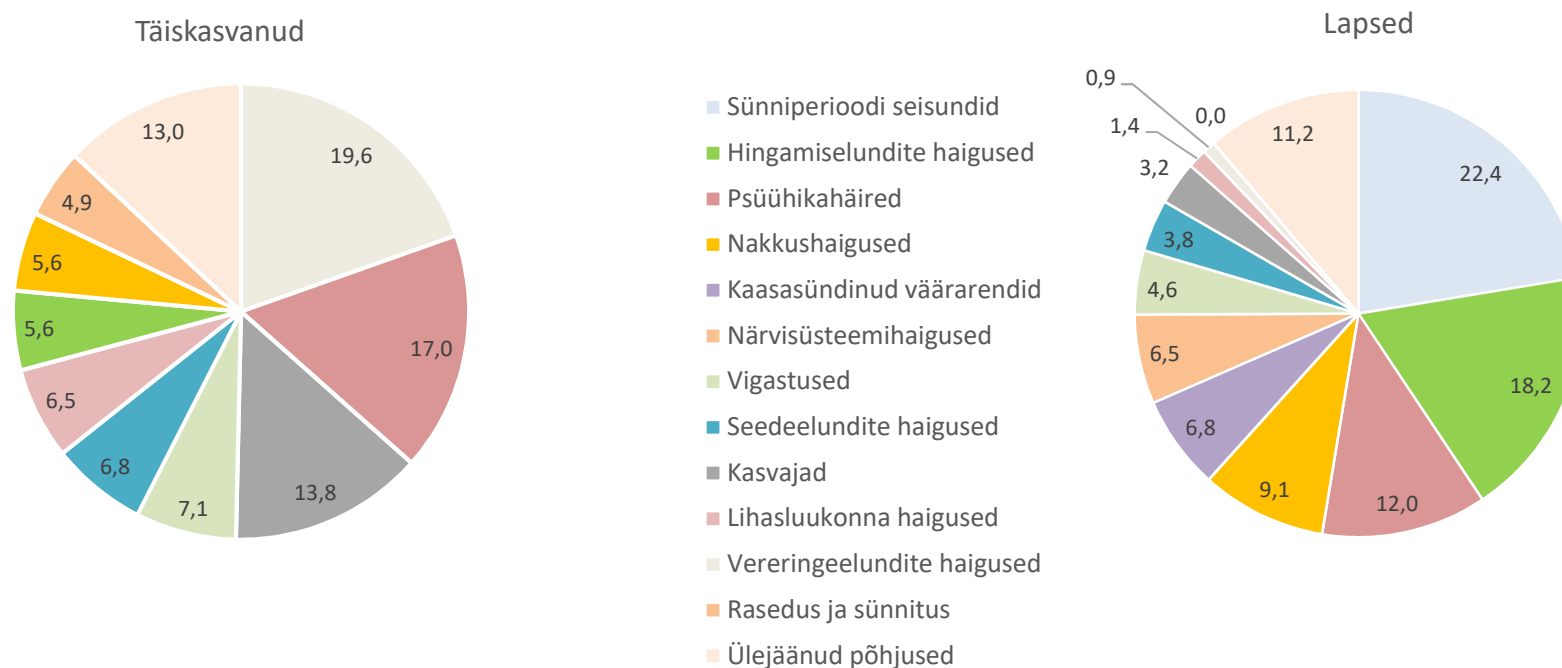 Täiskasvanud
19,6
17,0
13,8
7,1
6,8
6,5
5,6
5,6
4,9
13,0
Sünniperioodi seisundid
Hingamiselundite haigused
Psüühikahäired
Nakkushaigused
Kaasasündinud väärarendid
Närvisüsteemihaigused
Vigastused
Seedeelundite haigused
Kasvajad
Lihasluukonna haigused
Vereringeelundite haigused
Rasedus ja sünnitus
Ülejäänud põhjused
Lapsed
22,4
18,2
12,0
9,1
6,8
6,5
4,6
3,8
3,2
1,4
0,9
0,0
11,2